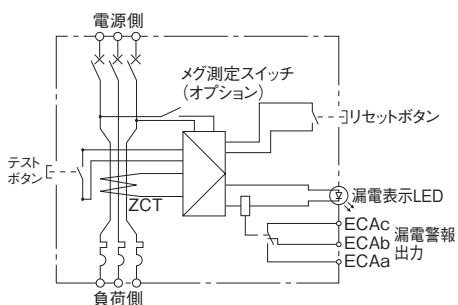 電源側
メグ測定スイッチ
（オプション）
リセットボタン
テスト
ボタン
ZCT
漏電表示LED
ECAc
ECAb
ECAa
漏電警報
出力
負荷側